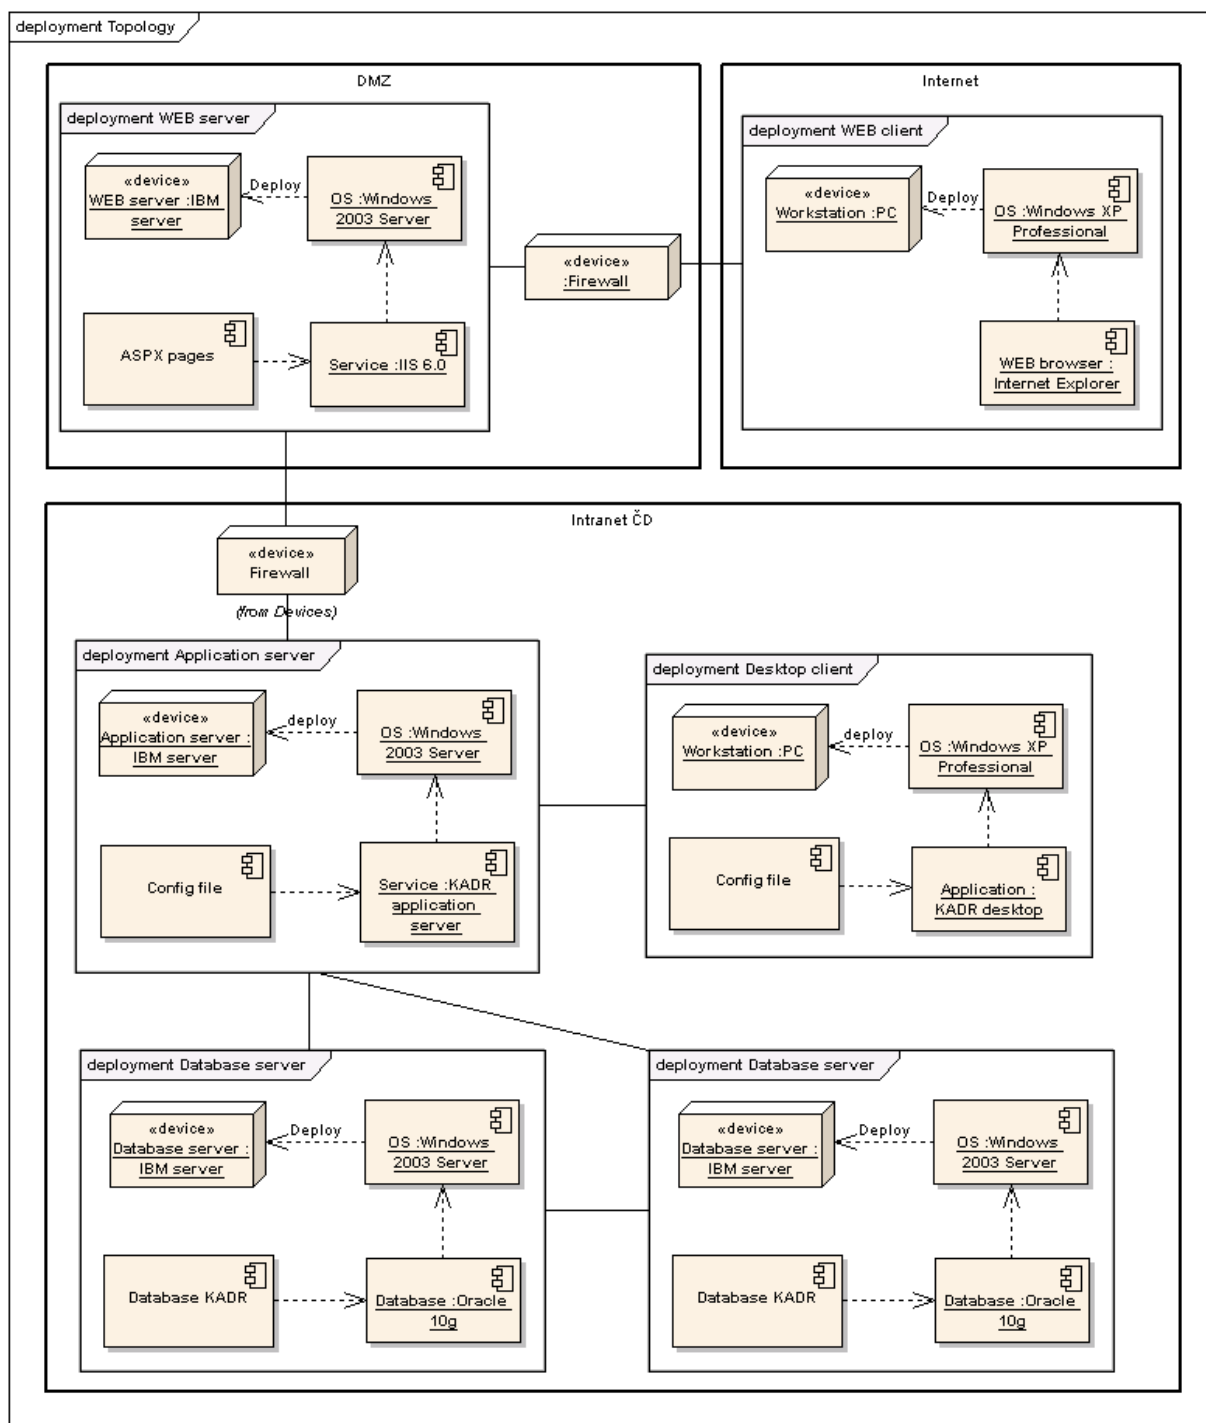 deployment Topology
DMZ
deployment WEB server
«device»
WEB server :IBM
server
Deploy
OS :Windows
2003 Server
ASPX pages
Service :IIS 6.0
«device»
:Firewall
Internet
deployment WEB client
«device»
Workstation :PC
Deploy
OS :Windows XP
Professional
WEB browser :
Internet Explorer
Intranet ČD
«device»
Firewall
(from Devices)
deployment Application server
«device»
Application server :
IBM server
deploy
OS :Windows
2003 Server
Config file
Service :KADR
application
server
deployment Desktop client
«device»
Workstation :PC
deploy
OS :Windows XP
Professional
Config file
Application :
KADR desktop
deployment Database server
«device»
Database server :
IBM server
Deploy
OS :Windows
2003 Server
Database KADR
Database :Oracle
10g
deployment Database server
«device»
Database server :
IBM server
Deploy
OS :Windows
2003 Server
Database KADR
Database :Oracle
10g